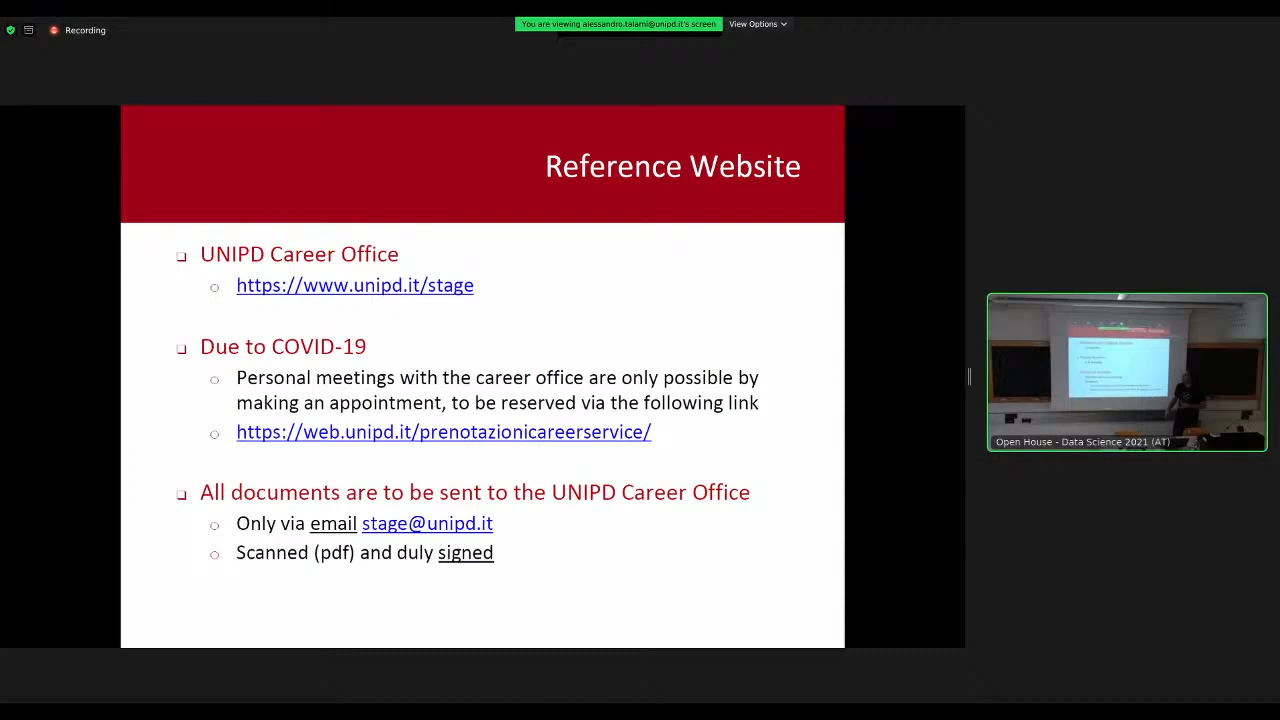 You are viewing alessandro.talami@unipd.it's screen
View Options
Recording
Reference Website
UNIPD Career Office
https://www.unipd.it/stage
Due to COVID-19
Personal meetings with the career office are only possible by
making an appointment, to be reserved via the following link
https://web.unipd.it/prenotazionicareerservice/
All documents are to be sent to the UNIPD Career Office
Only via email stage@unipd.it
Scanned (pdf) and duly signed
Open House - Data Science 2021 (AT)